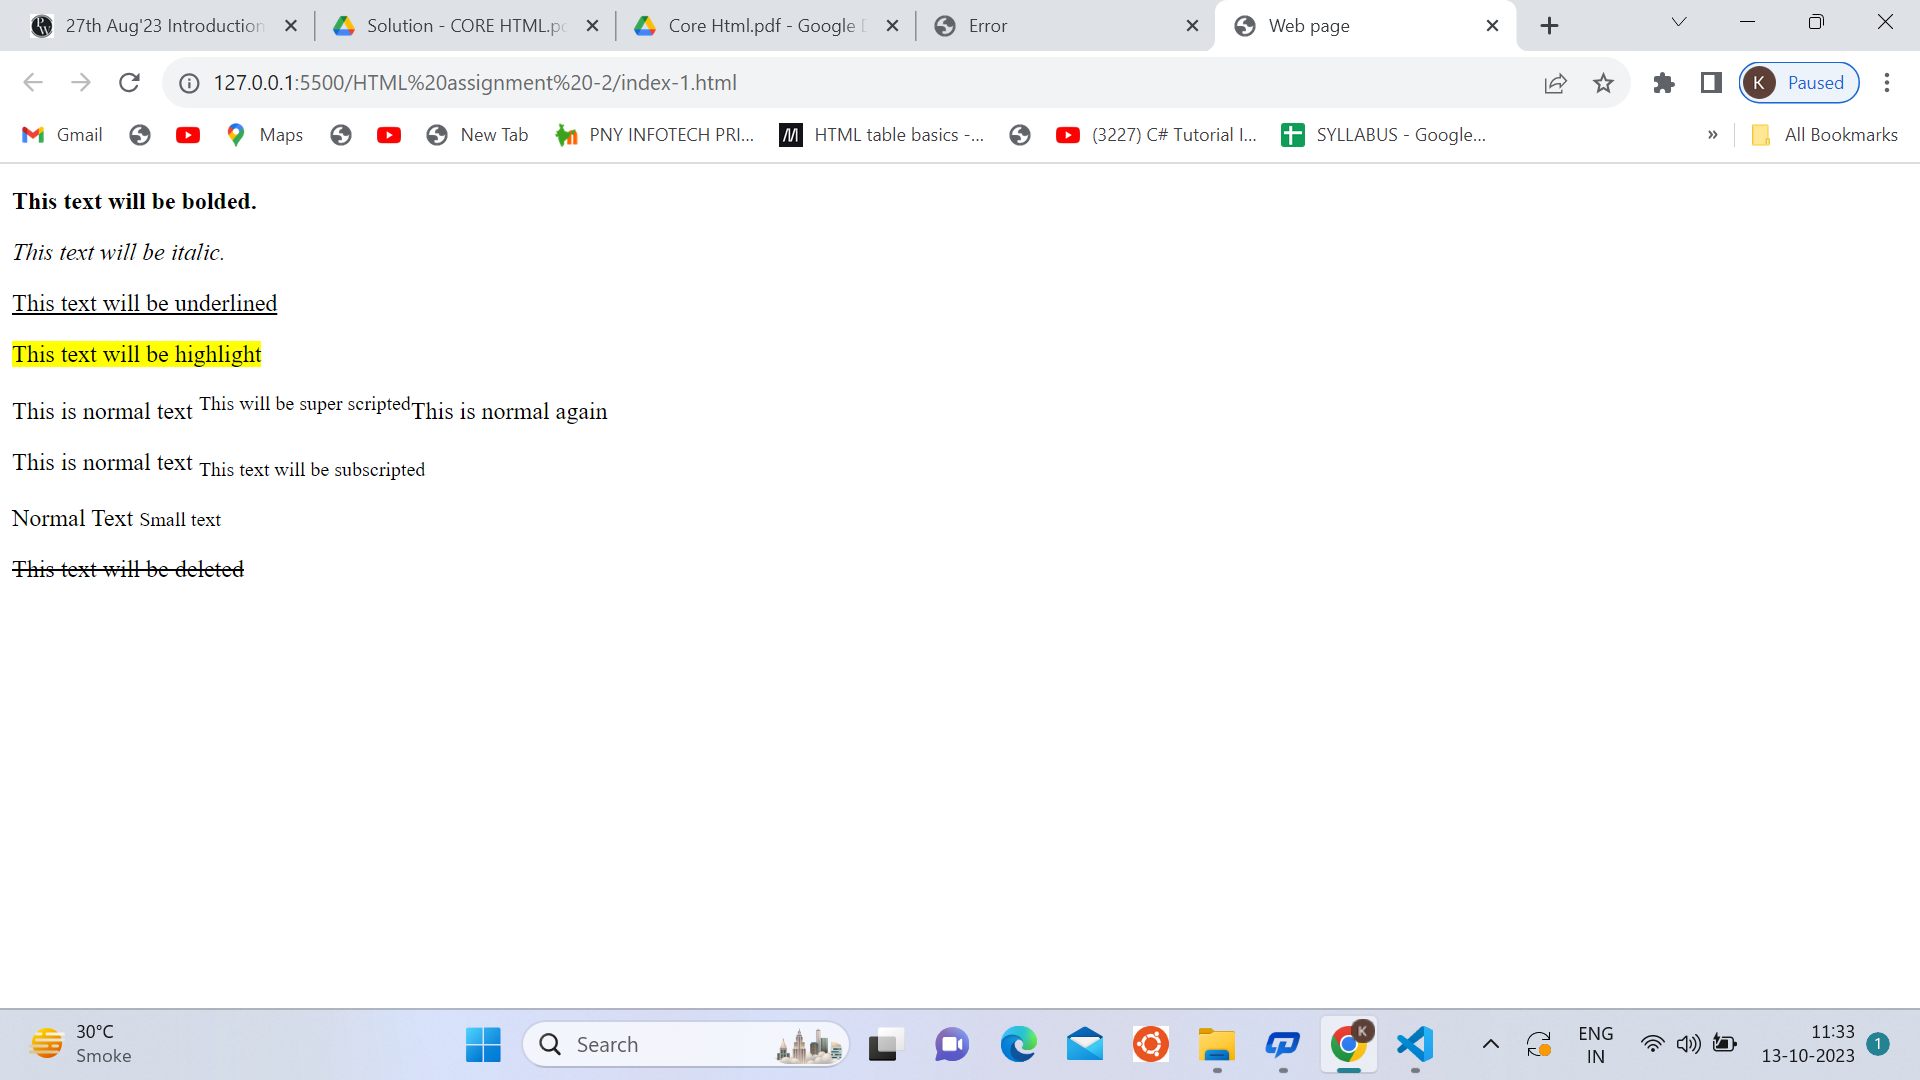 27th Aug'23 Introduction
Solution - CORE HTML.pd
Core Html.pdf - Google D
Error
Web page
127.0.0.1:5500/HTML%20assignment%20-2/index-1.html
K
Paused
Gmail
Maps
New Tab
PNY INFOTECH PRI...
HTML table basics -...
(3227) C# Tutorial I...
SYLLABUS - Google...
»
All Bookmarks
This text will be bolded.
This text will be italic.
This text will be underlined
This text will be highlight
This is normal text This will be super scriptedThis is normal again
This is normal text This text will be subscripted
Normal Text Small text
This text will be deleted
30°C
Smoke
Search
K
ENG
IN
11:33
13-10-2023
1